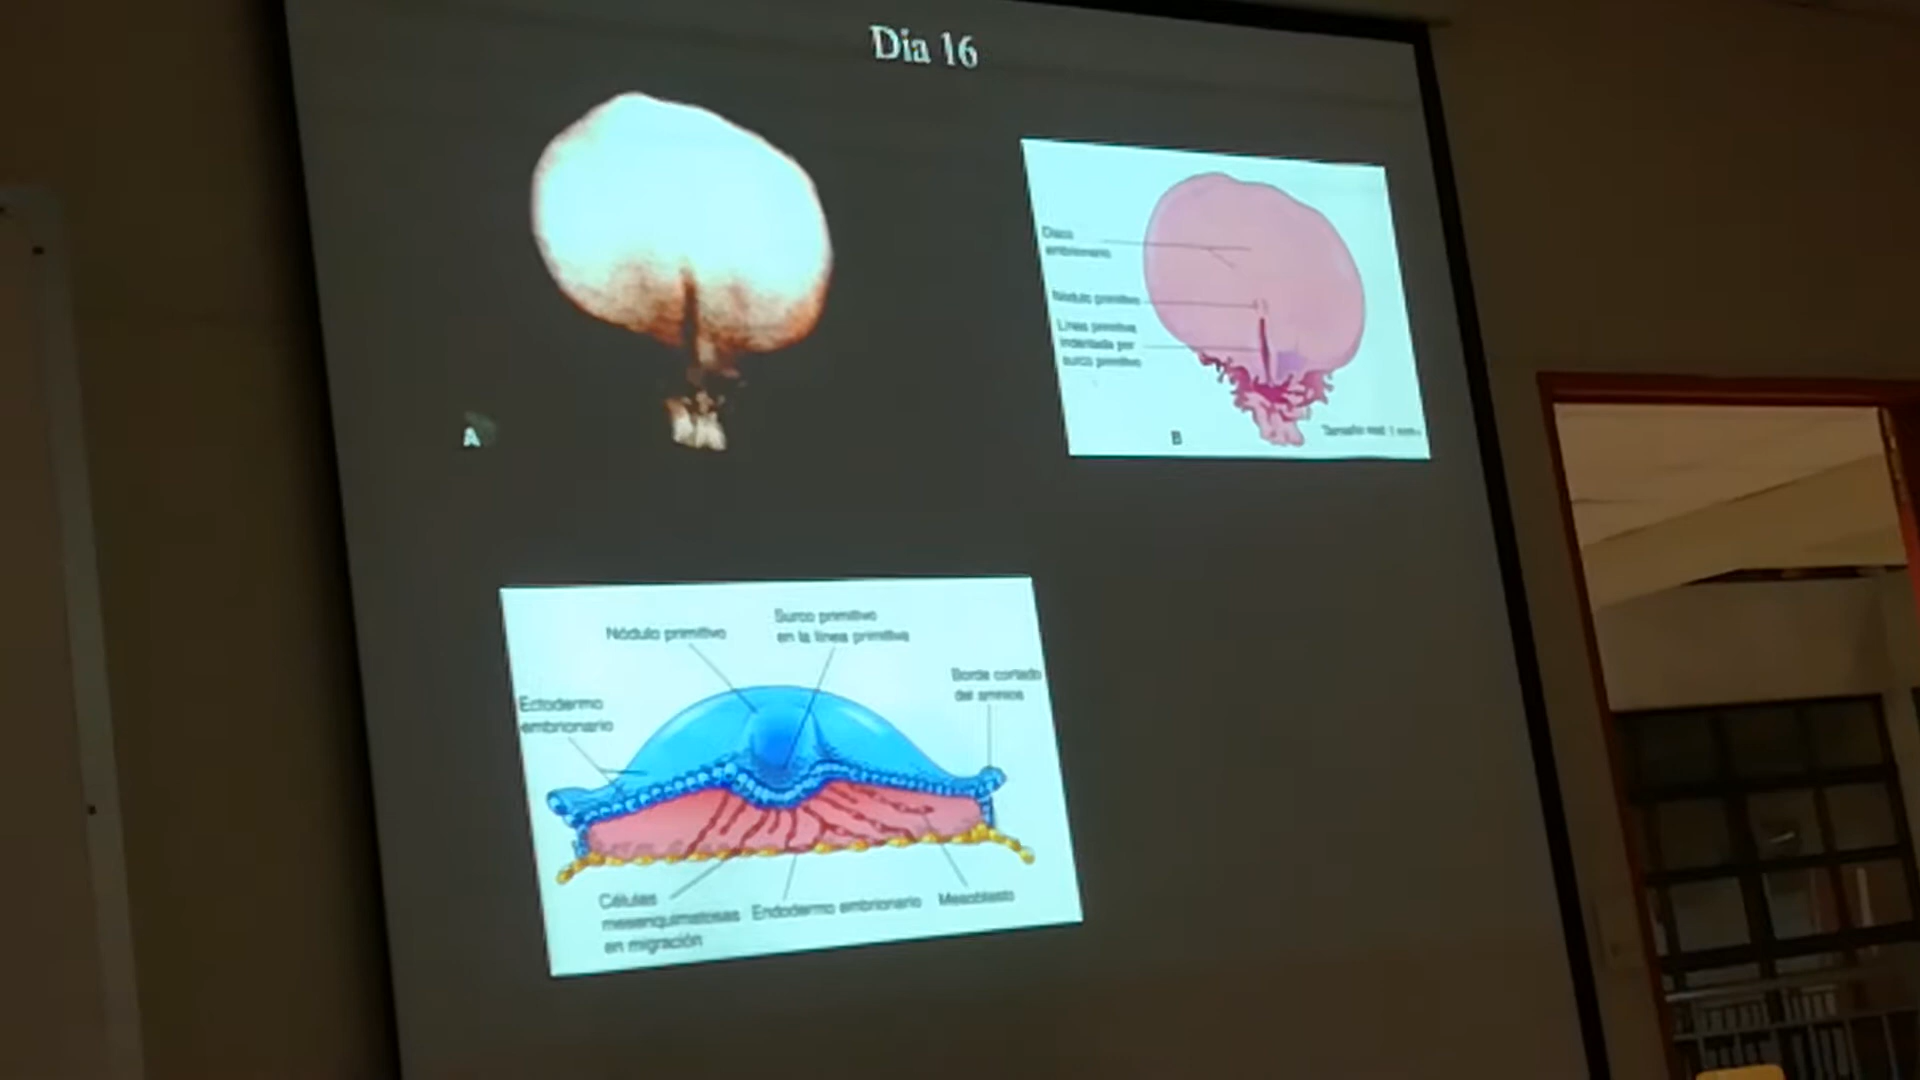 Dia 16
Disco
embrionario
Nódulo primitivo
Línea primitiva
indentada por
surco primitivo
A
B
Tamaño real 1 mm
Nódulo primitivo
Surco primitivo
en la línea primitiva
Borde cortado
del amnios
Ectodermo
embrionario
Células
mesenquimatosas
en migración
Endodermo embrionario
Mesoblasto